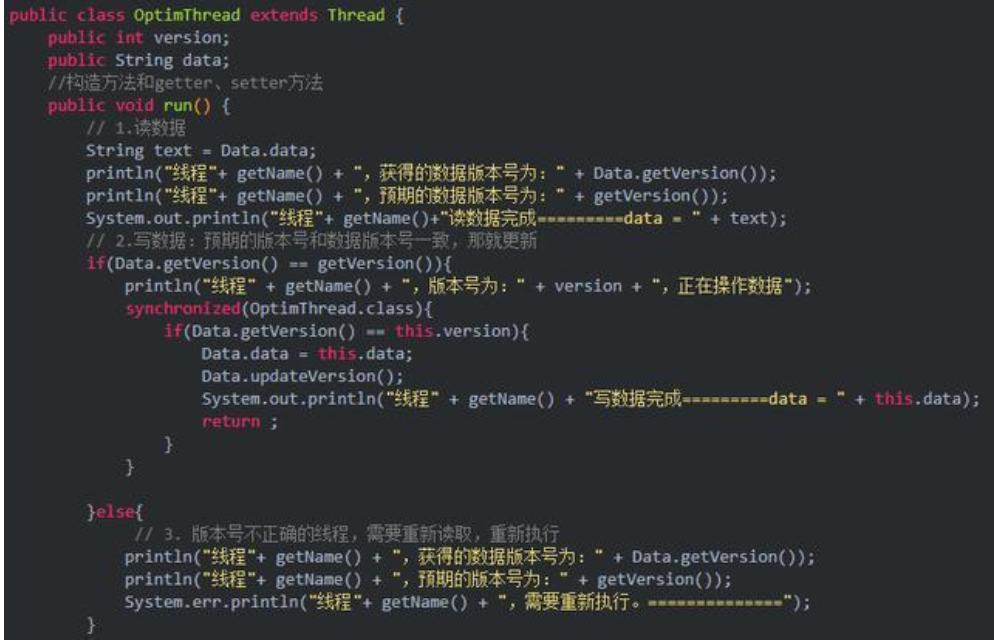 public class OptimThread extends Thread {
    public int version;
    public String data;
    //构造方法和getter、setter方法
    public void run() {
        // 1.读数据
        String text = Data.data;
        println("线程"+ getName() + "，获得的数据版本号为：" + Data.getVersion());
        println("线程"+ getName() + "，预期的数据版本号为：" + getVersion());
        System.out.println("线程"+ getName()+"读数据完成=========data = " + text);
        // 2.写数据：预期的版本号和数据版本号一致，那就更新
        if(Data.getVersion() == getVersion()){
            println("线程" + getName() + "，版本号为：" + version + "，正在操作数据");
            synchronized(OptimThread.class){
                if(Data.getVersion() == this.version){
                    Data.data = this.data;
                    Data.updateVersion();
                    System.out.println("线程" + getName() + "写数据完成=========data = " + this.data);
                    return ;
                }
            }

        }else{
             // 3. 版本号不正确的线程，需要重新读取，重新执行
            println("线程"+ getName() + "，获得的数据版本号为：" + Data.getVersion());
            println("线程"+ getName() + "，预期的版本号为：" + getVersion());
            System.err.println("线程"+ getName() + "，需要重新执行。==============");
        }